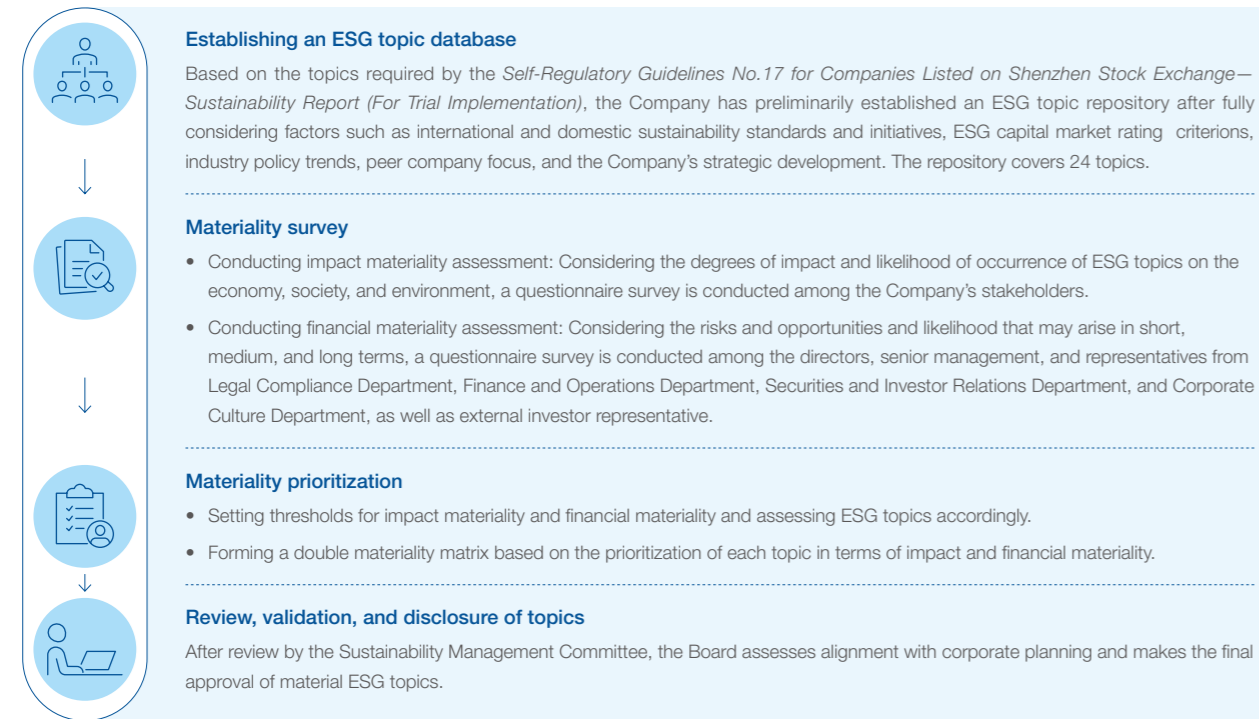 Establishing an ESG topic database
Based on the topics required by the Self-Regulatory Guidelines No.17 for Companies Listed on Shenzhen Stock Exchange—
Sustainability Report (For Trial Implementation), the Company has preliminarily established an ESG topic repository after fully
considering factors such as international and domestic sustainability standards and initiatives, ESG capital market rating criterions,
industry policy trends, peer company focus, and the Company's strategic development. The repository covers 24 topics.
Materiality survey
• Conducting impact materiality assessment: Considering the degrees of impact and likelihood of occurrence of ESG topics on the
economy, society, and environment, a questionnaire survey is conducted among the Company's stakeholders.
• Conducting financial materiality assessment: Considering the risks and opportunities and likelihood that may arise in short,
medium, and long terms, a questionnaire survey is conducted among the directors, senior management, and representatives from
Legal Compliance Department, Finance and Operations Department, Securities and Investor Relations Department, and Corporate
Culture Department, as well as external investor representative.
Materiality prioritization
• Setting thresholds for impact materiality and financial materiality and assessing ESG topics accordingly.
• Forming a double materiality matrix based on the prioritization of each topic in terms of impact and financial materiality.
Review, validation, and disclosure of topics
After review by the Sustainability Management Committee, the Board assesses alignment with corporate planning and makes the final
approval of material ESG topics.